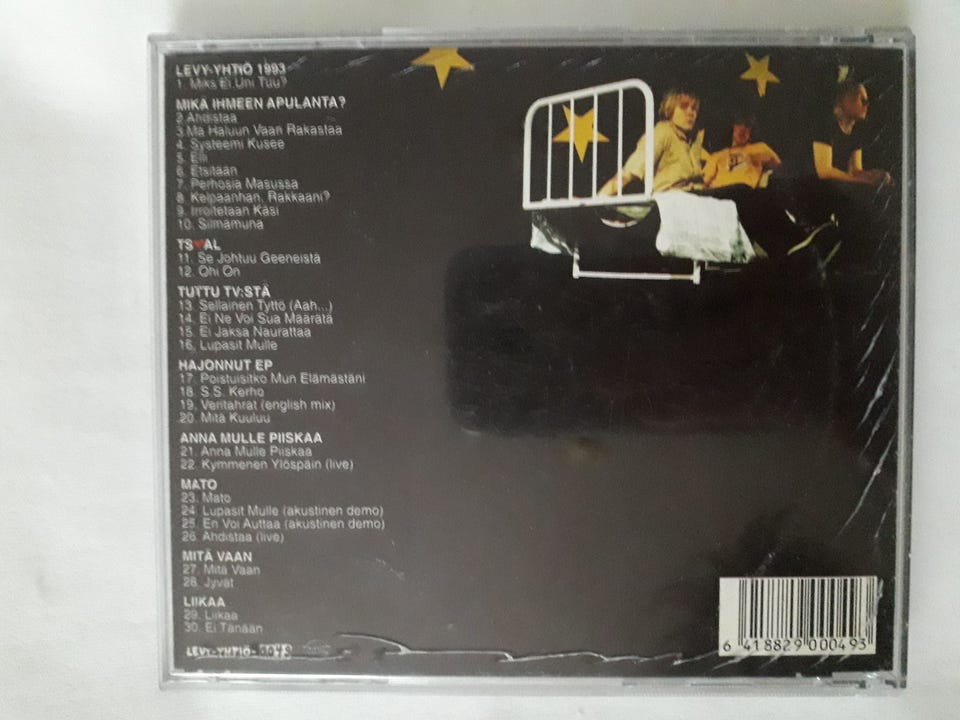 LEVY-YHTIÖ 1993
1. Miks Ei Uni Tuu?
MIKÄ IHMEEN APULANTA?
2. Ahdistaa
3. Mä Haluun Vaan Rakastaa
4. Systeemi Kusee
5. Elli
6. Etsitään
7. Perhosia Masussa
8. Keipäänhän, Rakkaani?
9. Irroitetaan Käsi
10. Silmämuna
TS♥AL
11. Se Johtuu Geeneistä
12. Ohi On
TUTTU TV:STÄ
13. Sellainen Tyttö (Aah...)
14. Ei Ne Voi Sua Määrätä
15. Ei Jaksa Naurattaa
16. Lupasit Mulle
HAJONNUT EP
17. Poistuisitko Mun Elämästäni
18. S.S. Kerho
19. Veritahrat (english mix)
20. Mitä Kuuluu
ANNA MULLE PIISKAA
21. Anna Mulle Piiskaa
22. Kymmenen Ylöspäin (live)
MATO
23. Mato
24. Lupasit Mulle (akustinen demo)
25. En Voi Auttaa (akustinen demo)
26. Ahdistaa (live)
MITÄ VAAN
27. Mitä Vaan
28. Jyvät
LIIKAA
29. Liikaa
30. Ei Tänään
LEVY-YHTIÖ-
6 418829 000493